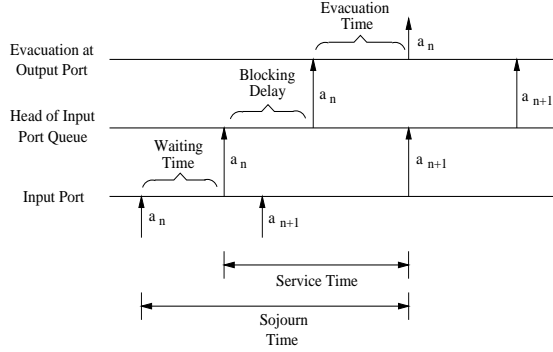 Evacuation
Time
a n
Evacuation at
Output Port
Blocking
Delay
a n
a n+1
Head of Input
Port Queue
Waiting
Time
a n
a n+1
Input Port
a n
a n+1
Service Time
Sojourn
Time